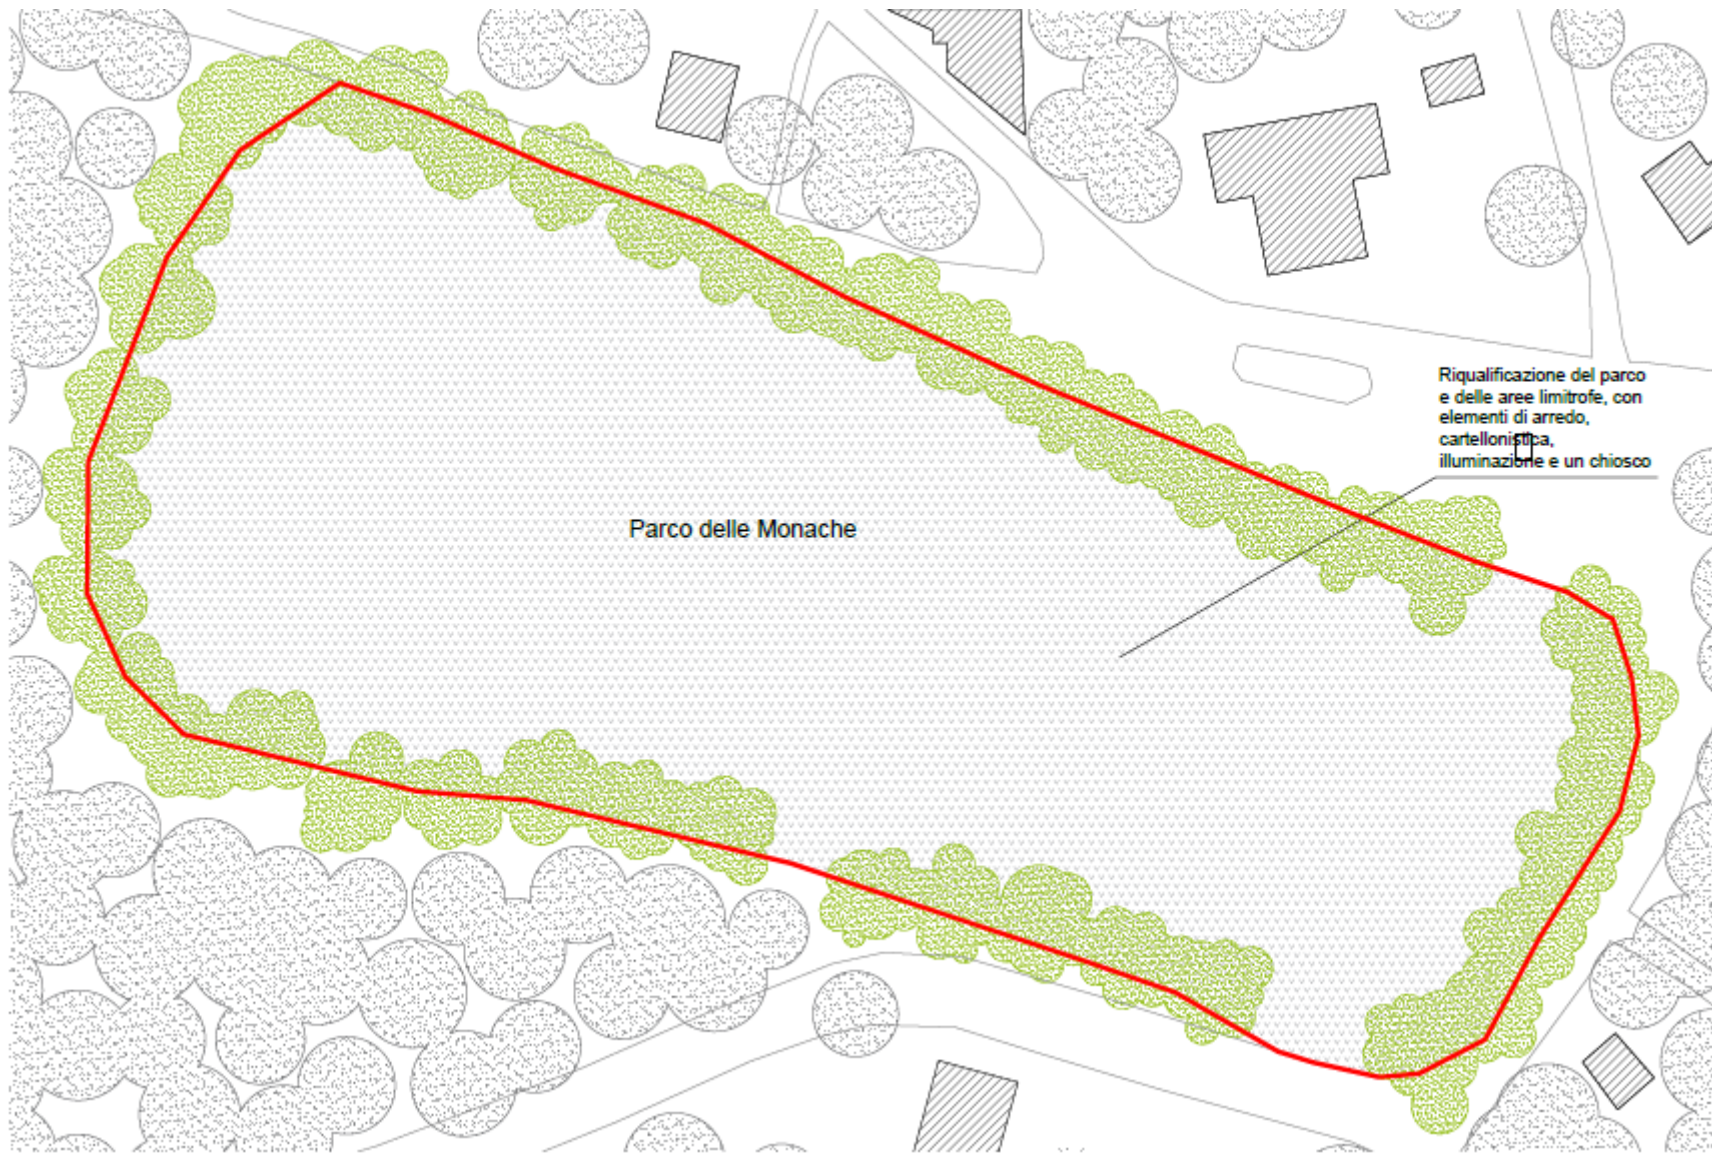 Riqualificazione del parco
e delle aree limitrofe, con
elementi di arredo,
cartellonistica,
illuminazione e un chiosco
Parco delle Monache